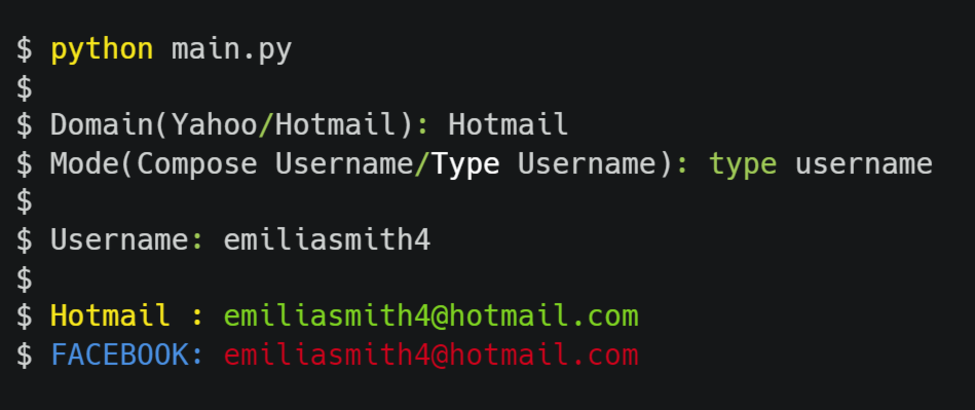 $ python main.py
$
$ Domain(Yahoo/Hotmail): Hotmail
$ Mode(Compose Username/Type Username): type username
$
$ Username: emiliasmith4
$
$ Hotmail : emiliasmith4@hotmail.com
$ FACEBOOK: emiliasmith4@hotmail.com